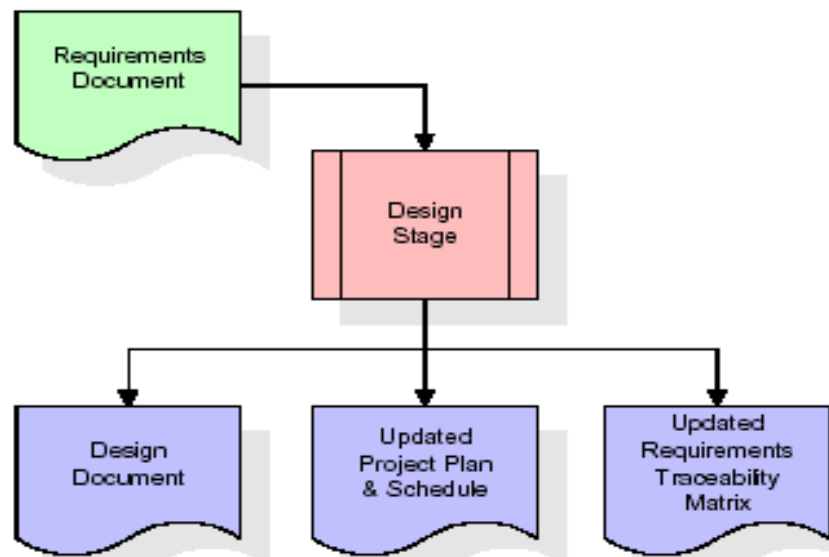 Requirements
Document
Design
Stage
Design
Document
Updated
Project Plan
& Schedule
Updated
Requirements
Traceability
Matrix